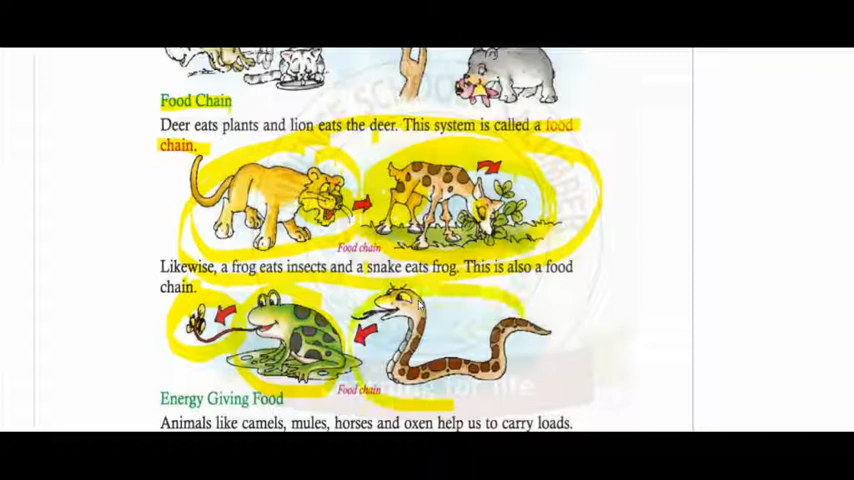 Food Chain
Deer eats plants and lion eats the deer. This system is called a food
chain.
Food chain
Likewise, a frog eats insects and a snake eats frog. This is also a food
chain.
Food chain
Energy Giving Food
Animals like camels, mules, horses and oxen help us to carry loads.